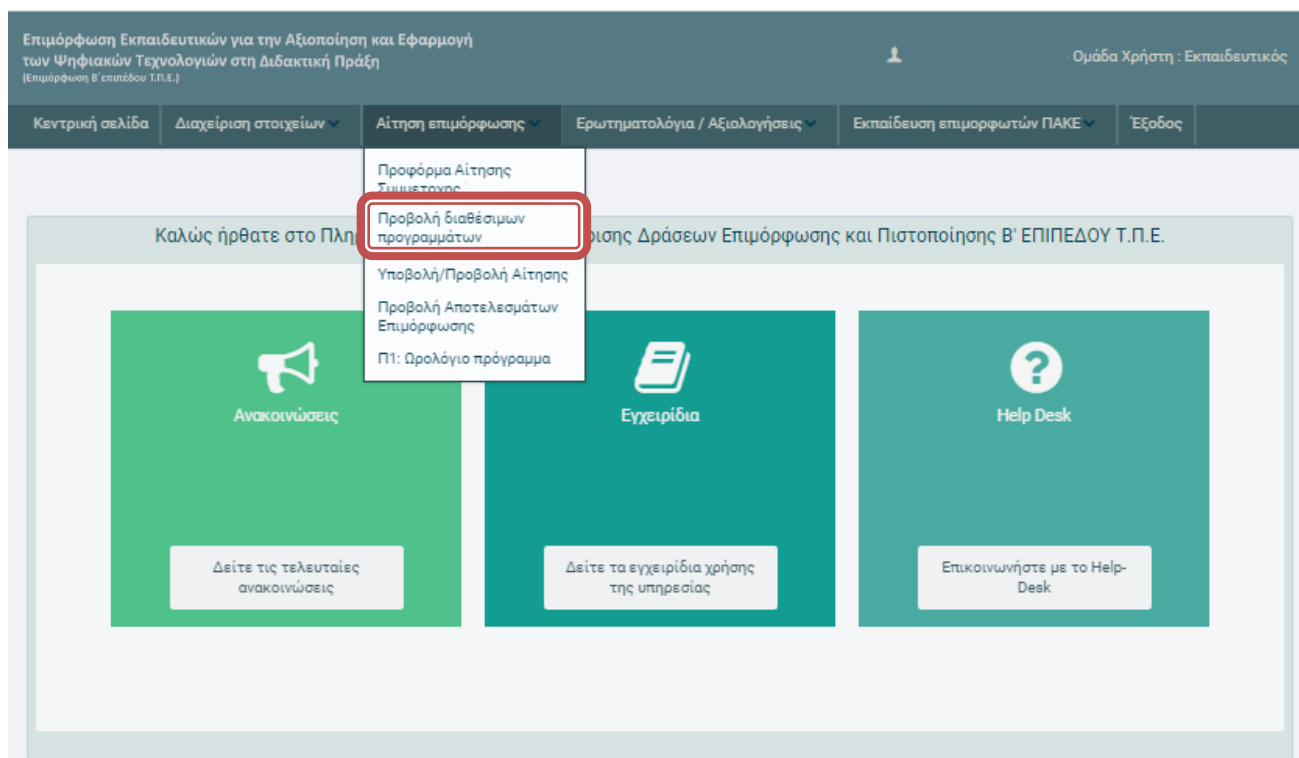 Επιμόρφωση Εκπαιδευτικών για την Αξιοποίηση και Εφαρμογή
των Ψηφιακών Τεχνολογιών στη Διδακτική Πράξη
(Επιμόρφωση Β΄επιπέδου Τ.Π.Ε.)
Ομάδα Χρήστη : Εκπαιδευτικός
Κεντρική σελίδα
Διαχείριση στοιχείων
Αίτηση επιμόρφωσης
Ερωτηματολόγια / Αξιολογήσεις
Εκπαίδευση επιμορφωτών ΠΑΚΕ
Έξοδος
Προφόρμα Αίτησης
Συμμετοχής
Προβολή διαθέσιμων
προγραμμάτων
Υποβολή/Προβολή Αίτησης
Προβολή Αποτελεσμάτων
Επιμόρφωσης
Π1: Ωρολόγιο πρόγραμμα
Καλώς ήρθατε στο Πλη ρισης Δράσεων Επιμόρφωσης και Πιστοποίησης Β' ΕΠΙΠΕΔΟΥ Τ.Π.Ε.
Ανακοινώσεις
Δείτε τις τελευταίες
ανακοινώσεις
Εγχειρίδια
Δείτε τα εγχειρίδια χρήσης
της υπηρεσίας
Help Desk
Επικοινωνήστε με το Help-
Desk